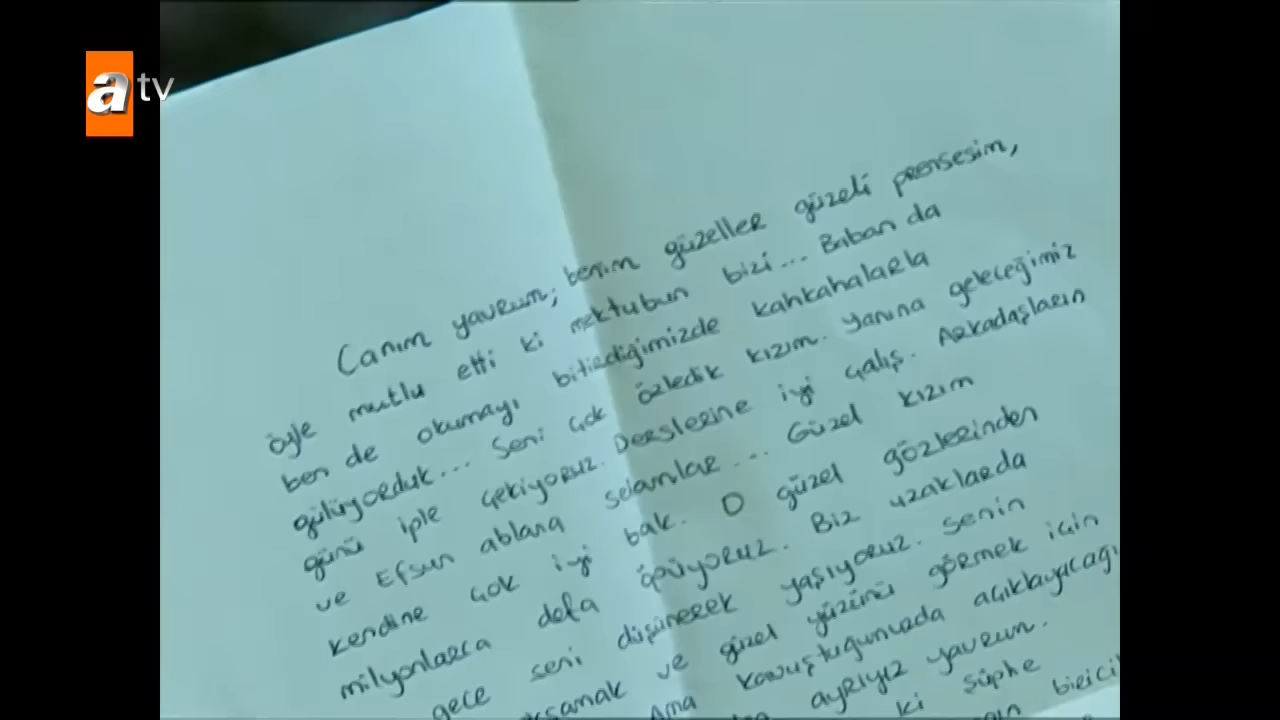 atv
Canım yavrum; benim güzeller güzeli prensesim,
öyle mutlu etti ki mektubun bizi... Baban da
ben de okumayı bitirdiğimizde kahkahalarla
gülüyorduk... Seni çok özledik kızım. Yanına geleceğimiz
günü iple çekiyoruz. Derslerine iyi çalış. Arkadaşların
ve Efsun ablana selamlar... Güzel kızım
kendine çok iyi bak. O güzel gözlerinden
milyonlarca defa öpüyoruz. Biz uzaklarda
gece seni düşünerek yaşıyoruz. Senin
ve güzel yüzünü görmek için
Ama kavuştuğumuzda açıklayacağı
ayrıyız yavrum.
ki şüphe
birici